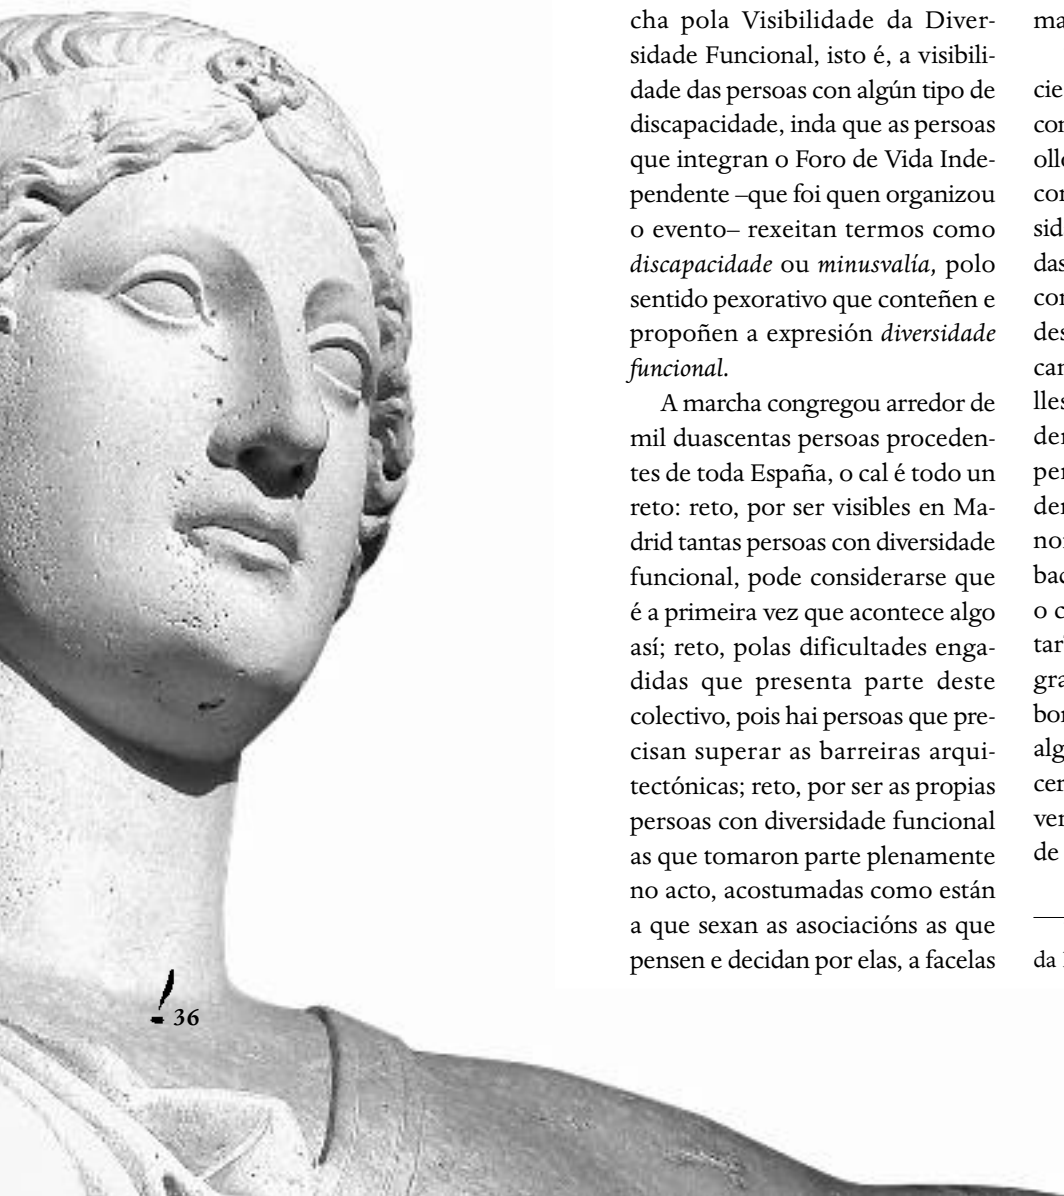 cha pola Visibilidade da Diver-
sidade Funcional, isto é, a visibili-
dade das persoas con algún tipo de
discapacidade, inda que as persoas
que integran o Foro de Vida Inde-
pendente –que foi quen organizou
o evento– rexeitan termos como
discapacidade ou minusvalía, polo
sentido pexorativo que conteñen e
propoñen a expresión diversidade
funcional.
A marcha congregou arredor de
mil duascentas persoas proceden-
tes de toda España, o cal é todo un
reto: reto, por ser visibles en Ma-
drid tantas persoas con diversidade
funcional, pode considerarse que
é a primeira vez que acontece algo
así; reto, polas dificultades enga-
didas que presenta parte deste
colectivo, pois hai persoas que pre-
cisan superar as barreiras arqui-
tectónicas; reto, por ser as propias
persoas con diversidade funcional
as que tomaron parte plenamente
no acto, acostumadas como están
a que sexan as asociacións as que
pensen e decidan por elas, a facelas
o
de
da
36